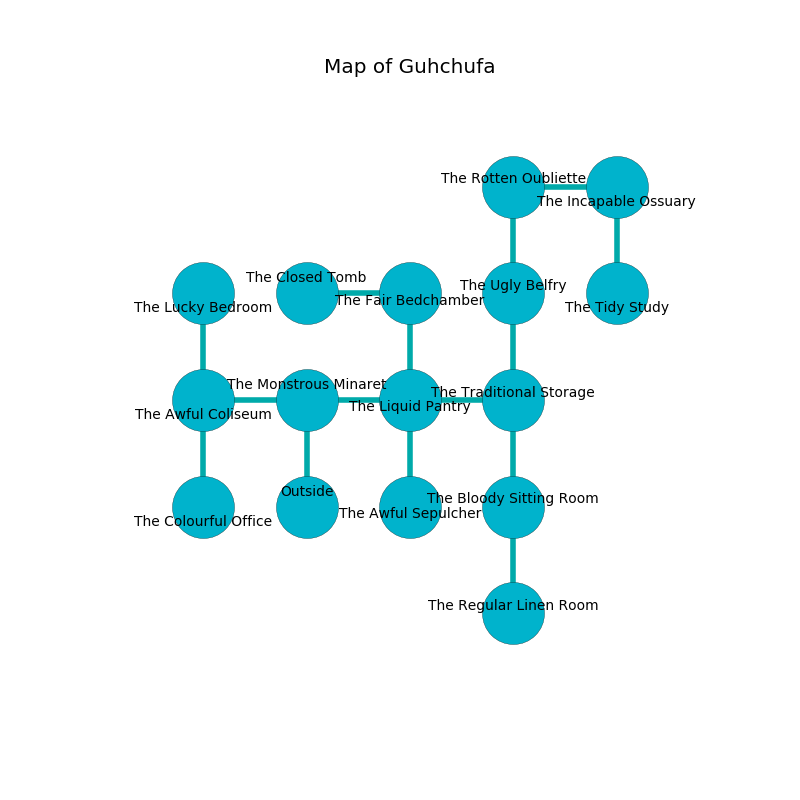 Map of Guhchufa
The Rotten Oubliette
The Incapable Ossuary
The Closed Tomb
The Ugly Belfry
The Fair Bedchamber
The Lucky Bedroom
The Tidy Study
The Monstrous Minaret
The Traditional Storage
The Liquid Pantry
The Awful Coliseum
Outside
The Bloody Sitting Room
The Awful Sepulcher
The Colourful Office
The Regular Linen Room